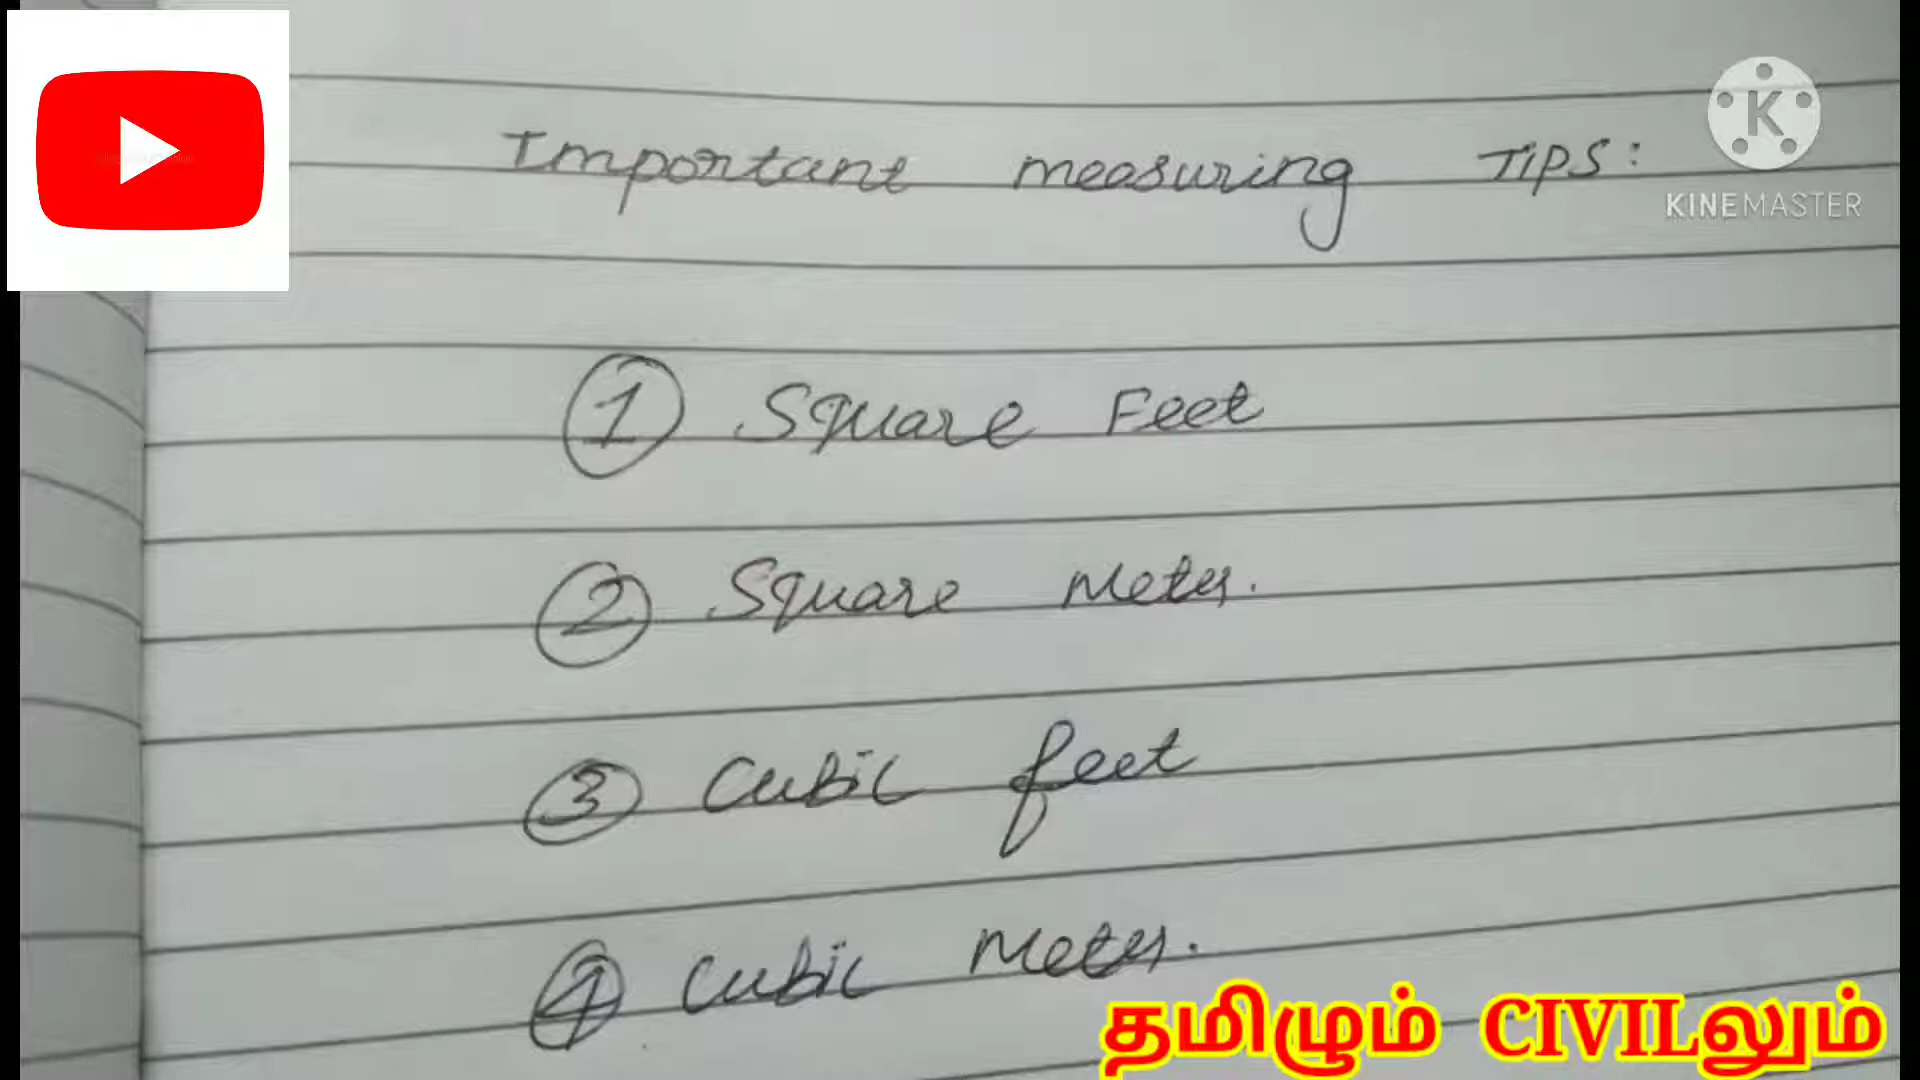 Important measuring TIPS:
KINEMASTER
① Square Feet
② Square Meter.
③ Cubic feet
④ Cubic Meter.
தமிழும் CIVILலும்